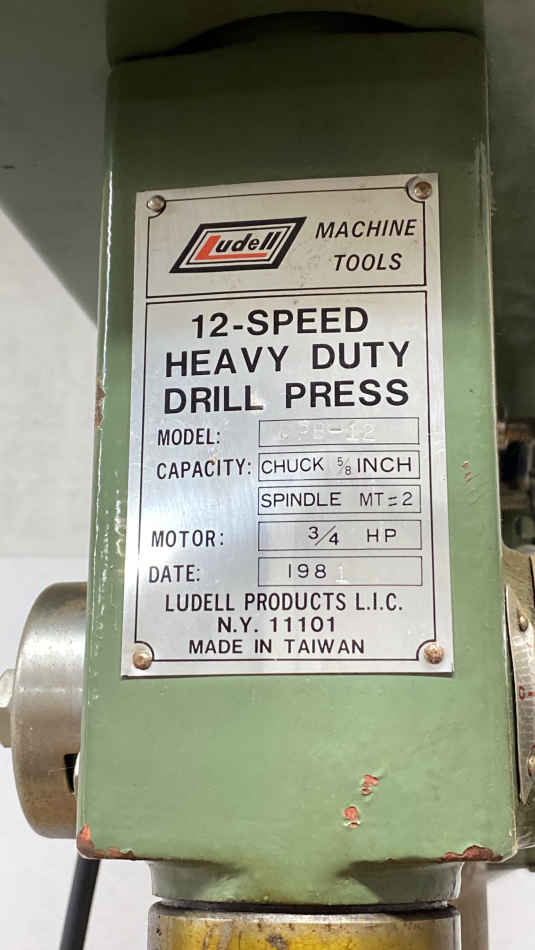 Ludell MACHINE
TOOLS
12-SPEED
HEAVY DUTY
DRILL PRESS
MODEL:
CAPACITY: CHUCK 5/8 INCH
SPINDLE MT=2
MOTOR: 3/4 HP
DATE: 1981
LUDELL PRODUCTS L.I.C.
N.Y. 11101
MADE IN TAIWAN